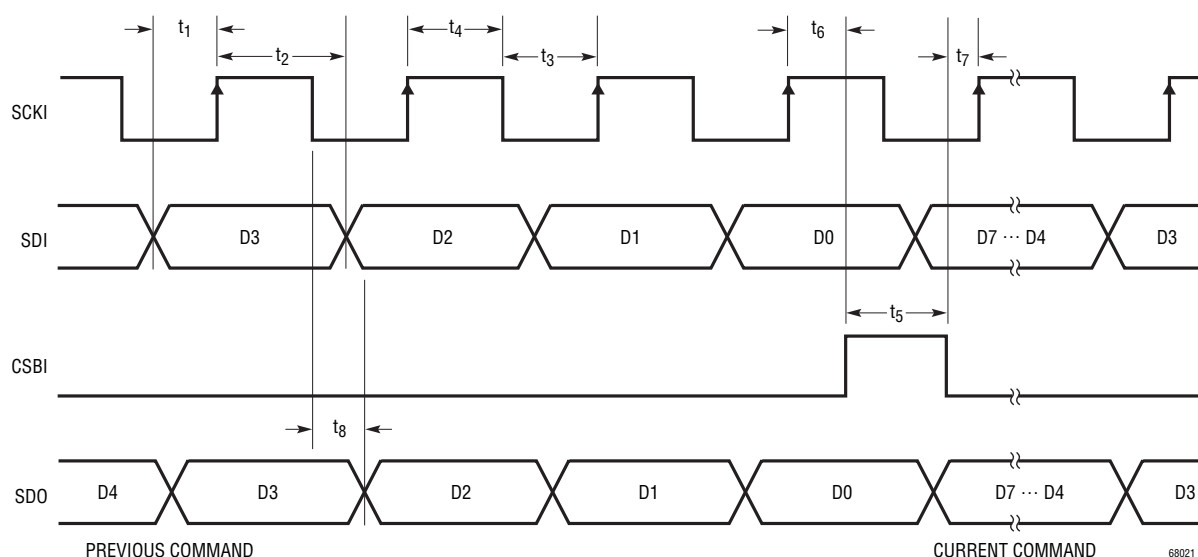 t1 t4 t6
t2 t3 t7
SCKI
SDI D3 D2 D1 D0 D7 ··· D4 D3
t5
CSBI
t8
SDO D4 D3 D2 D1 D0 D7 ··· D4 D3
PREVIOUS COMMAND CURRENT COMMAND 68021